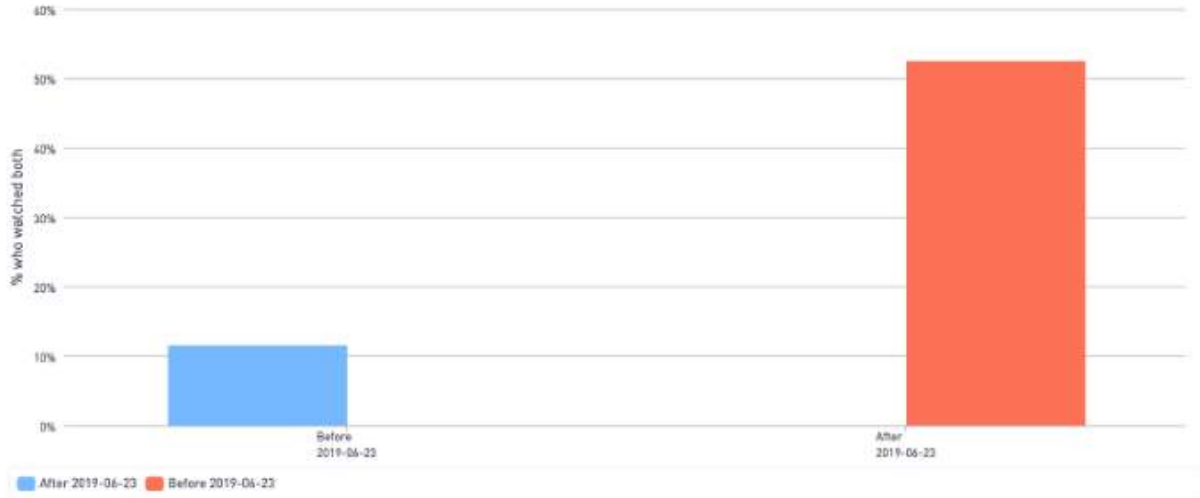 60%
50%
40%
30%
20%
10%
0%
% who watched both
Before
2019-06-23
After
2019-06-23
After 2019-06-23
Before 2019-06-23